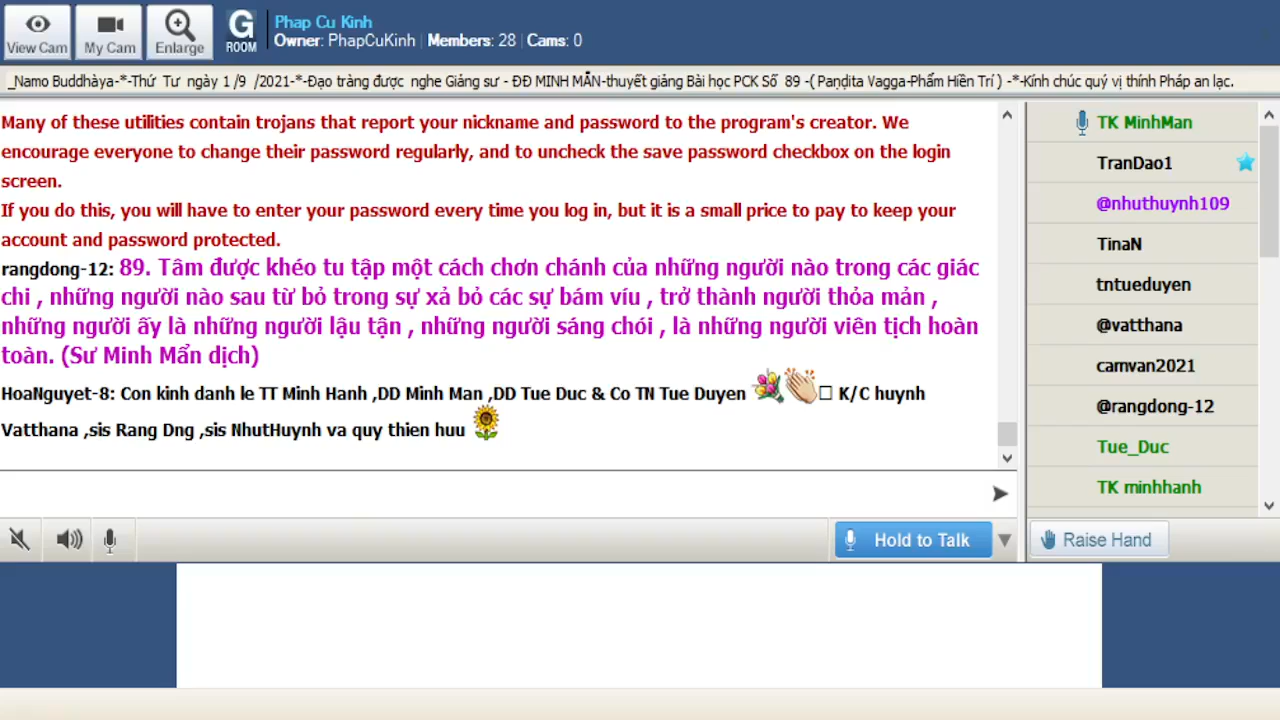 View Cam
My Cam
Enlarge
G
ROOM
Phap Cu Kinh
Owner: PhapCuKinh | Members: 28 | Cams: 0
_Namo Buddhàya-*-Thứ Tư ngày 1 /9 /2021-*-Đạo tràng được nghe Giảng sư - ĐĐ MINH MẪN-thuyết giảng Bài học PCK Số 89 -( Paṇḍita Vagga-Phẩm Hiền Trí ) -*-Kính chúc quý vị thính Pháp an lạc.
Many of these utilities contain trojans that report your nickname and password to the program's creator. We
encourage everyone to change their password regularly, and to uncheck the save password checkbox on the login
screen.
If you do this, you will have to enter your password every time you log in, but it is a small price to pay to keep your
account and password protected.
rangdong-12: 89. Tâm được khéo tu tập một cách chơn chánh của những người nào trong các giác
chi , những người nào sau từ bỏ trong sự xả bỏ các sự bám víu , trở thành người thỏa mản ,
những người ấy là những người lậu tận , những người sáng chói , là những người viên tịch hoàn
toàn. (Sư Minh Mẩn dịch)
HoaNguyet-8: Con kinh danh le TT Minh Hanh ,DD Minh Man ,DD Tue Duc & Co TN Tue Duyen K/C huynh
Vatthana ,sis Rang Dng ,sis NhutHuynh va quy thien huu
TK MinhMan
TranDao1
@nhuthuynh109
TinaN
tntueduyen
@vatthana
camvan2021
@rangdong-12
Tue_Duc
TK minhhanh
Hold to Talk
Raise Hand